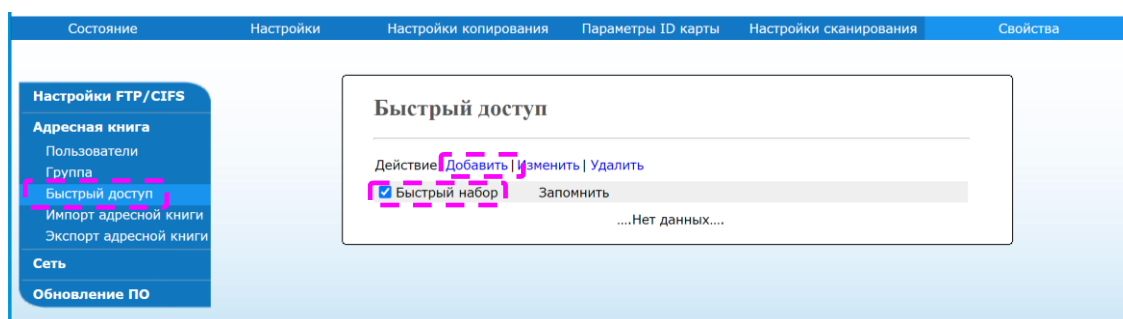 Состояние Настройки Настройки копирования Параметры ID карты Настройки сканирования Свойства
Настройки FTP/CIFS
Адресная книга
Пользователи
Группа
Быстрый доступ
Импорт адресной книги
Экспорт адресной книги
Сеть
Обновление ПО
Быстрый доступ
Действие Добавить | Изменить | Удалить
Быстрый набор Запомнить
....Нет данных....